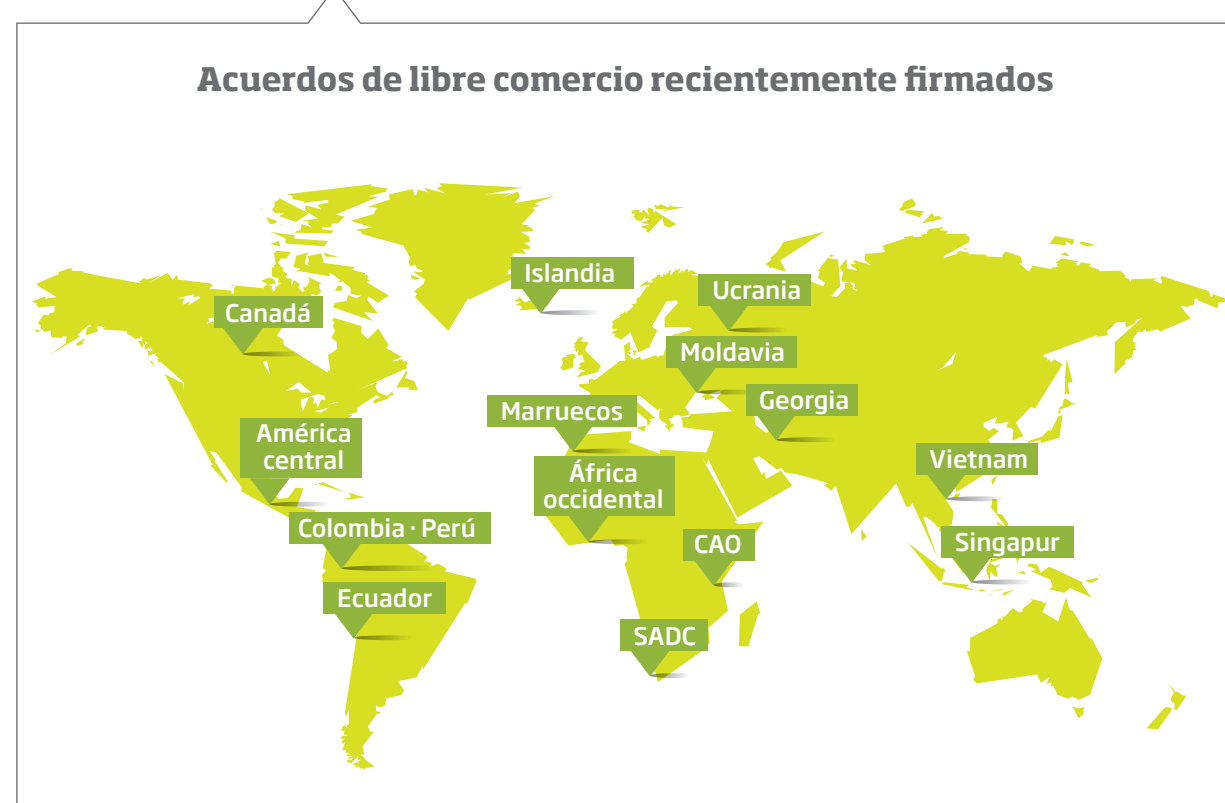 Acuerdos de libre comercio recientemente firmados
Islandia
Ucrania
Canadá
Moldavia
Georgia
Marruecos
América
central
Vietnam
África
occidental
Colombia · Perú
CAO
Singapur
Ecuador
SADC